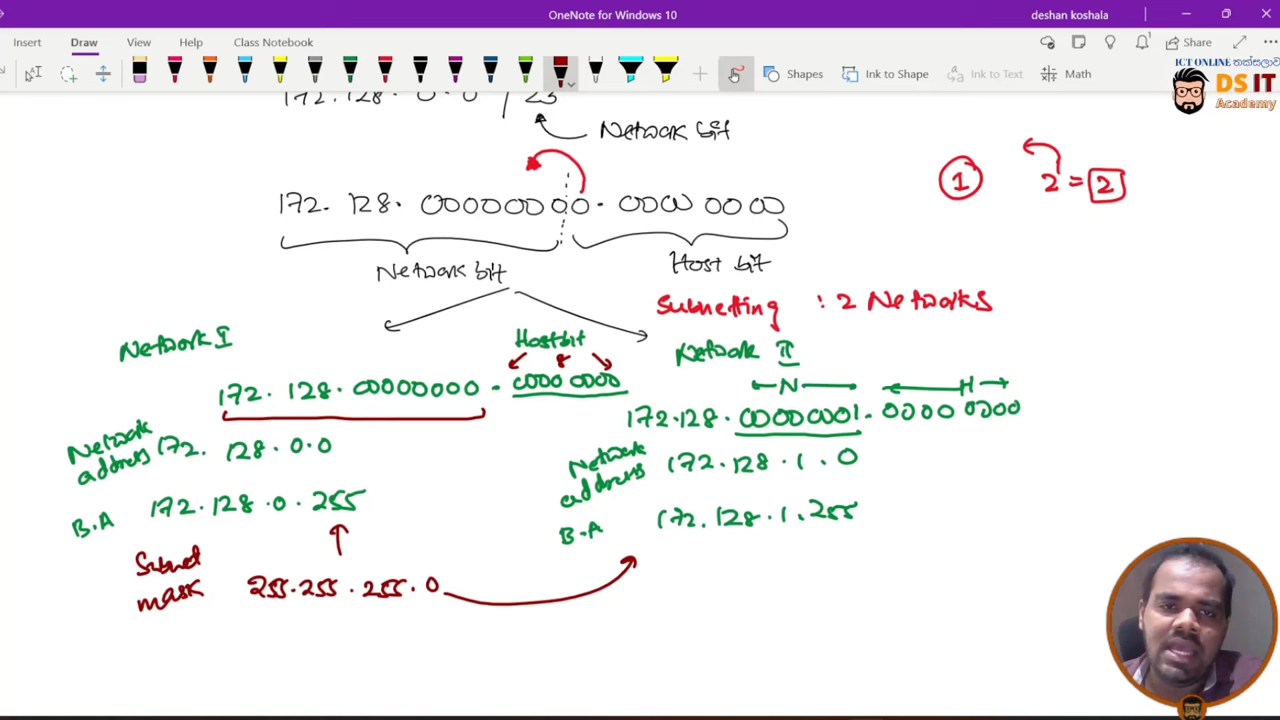 OneNote for Windows 10
deshan koshala
Insert
Draw
View
Help
Class Notebook
Share
Shapes
Ink to Shape
Ink to Text
Math
ICT ONLINE තක්සලාව
DS IT
Academy
172.128.0.0 / 23
Network bit
1
2 = 2
172. 128. 00000000. 0000 0000
Network bit
Host bit
Subnetting : 2 Networks
Network I
Hostbit
8
Network II
N
H
172. 128. 00000000 - 0000 0000
172.128. 00000001. 0000 0000
Network address 172. 128.0.0
Network address 172.128.1.0
B.A 172.128.0.255
B.A 172.128.1.255
Subnet mask 255.255.255.0